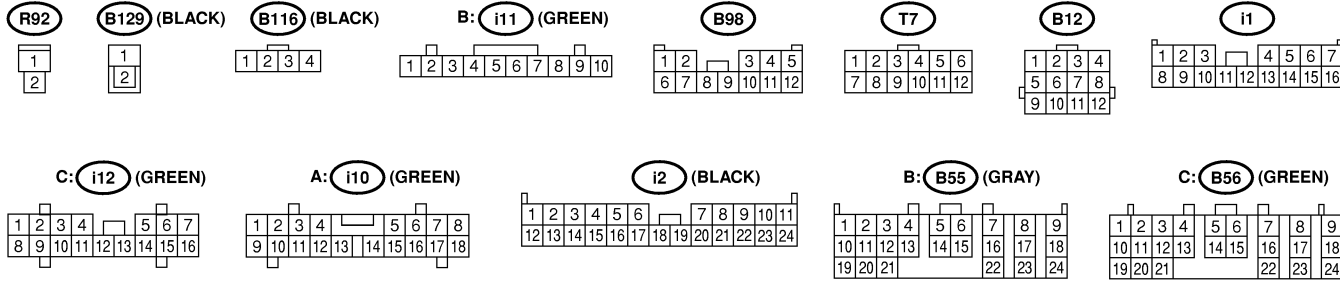 R92
B129 (BLACK)
B116 (BLACK)
B: i11 (GREEN)
B98
T7
B12
i1
1
2
1
2
1 2 3 4
1 2 3 4 5 6 7 8 9 10
1 2 3 4 5
6 7 8 9 10 11 12
1 2 3 4 5 6
7 8 9 10 11 12
1 2 3 4
5 6 7 8
9 10 11 12
1 2 3 4 5 6 7
8 9 10 11 12 13 14 15 16
C: i12 (GREEN)
A: i10 (GREEN)
i2 (BLACK)
B: B55 (GRAY)
C: B56 (GREEN)
1 2 3 4 5 6 7
8 9 10 11 12 13 14 15 16
1 2 3 4 5 6 7 8
9 10 11 12 13 14 15 16 17 18
1 2 3 4 5 6 7 8 9 10 11
12 13 14 15 16 17 18 19 20 21 22 23 24
1 2 3 4 5 6 7 8 9
10 11 12 13 14 15 16 17 18
19 20 21 22 23 24
1 2 3 4 5 6 7 8 9
10 11 12 13 14 15 16 17 18
19 20 21 22 23 24